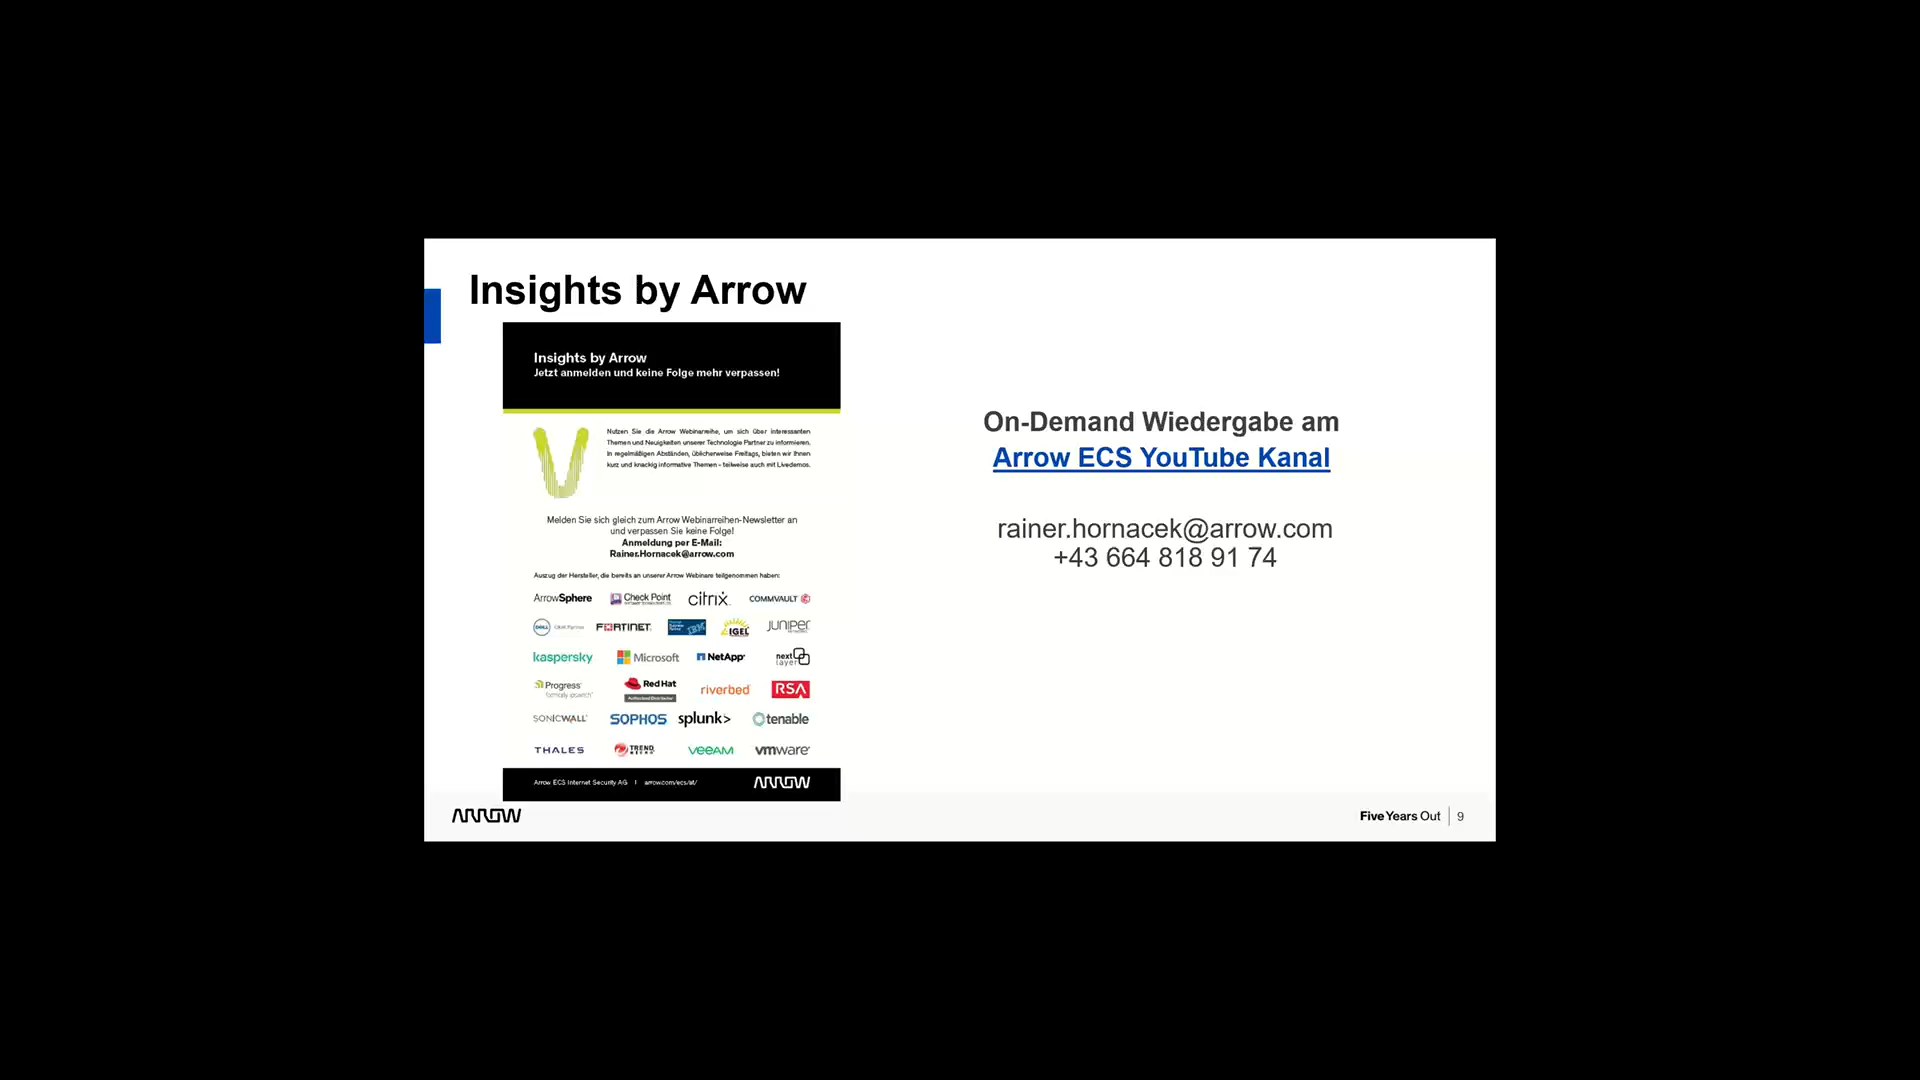 Insights by Arrow
Insights by Arrow
Jetzt anmelden und keine Folge mehr verpassen!
Nutzen Sie die Arrow Webinarreihe, um sich über interessanten
Themen und Neuigkeiten unserer Technologie Partner zu informieren.
In regelmäßigen Abständen, üblicherweise Freitags, bieten wir Ihnen
kurz und knackig informative Themen - teilweise auch mit Livedemos.
Melden Sie sich gleich zum Arrow Webinarreihen-Newsletter an
und verpassen Sie keine Folge!
Anmeldung per E-Mail:
Rainer.Hornacek@arrow.com
Auszug der Hersteller, die bereits an unserer Arrow Webinare teilgenommen haben:
ArrowSphere Check Point citrix COMMVAULT
DELL FORTINET IBM IGEL JUNIPER
kaspersky Microsoft NetApp next layer
Progress Red Hat riverbed RSA
formerly ipswitch Authorized Distributor
SONICWALL SOPHOS splunk> tenable
THALES TREND MICRO veeam vmware
Arrow ECS Internet Security AG I arrow.com/ecs/at/ ARROW
On-Demand Wiedergabe am
Arrow ECS YouTube Kanal
rainer.hornacek@arrow.com
+43 664 818 91 74
ARROW
Five Years Out 9